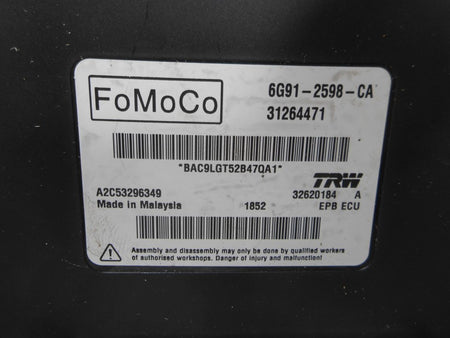 FoMoCo
6G91-2598-CA
31264471
*BAC9LGT52B47QA1*
TRW
A2C53296349
32620184 A
Made in Malaysia
1852
EPB ECU
Assembly and disassembly may only be done by qualified workers
of authorised workshops. Danger of injury and malfunction!